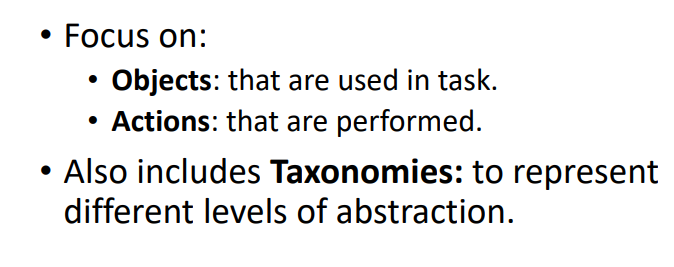 • Focus on:
• Objects: that are used in task.
• Actions: that are performed.
• Also includes Taxonomies: to represent
different levels of abstraction.